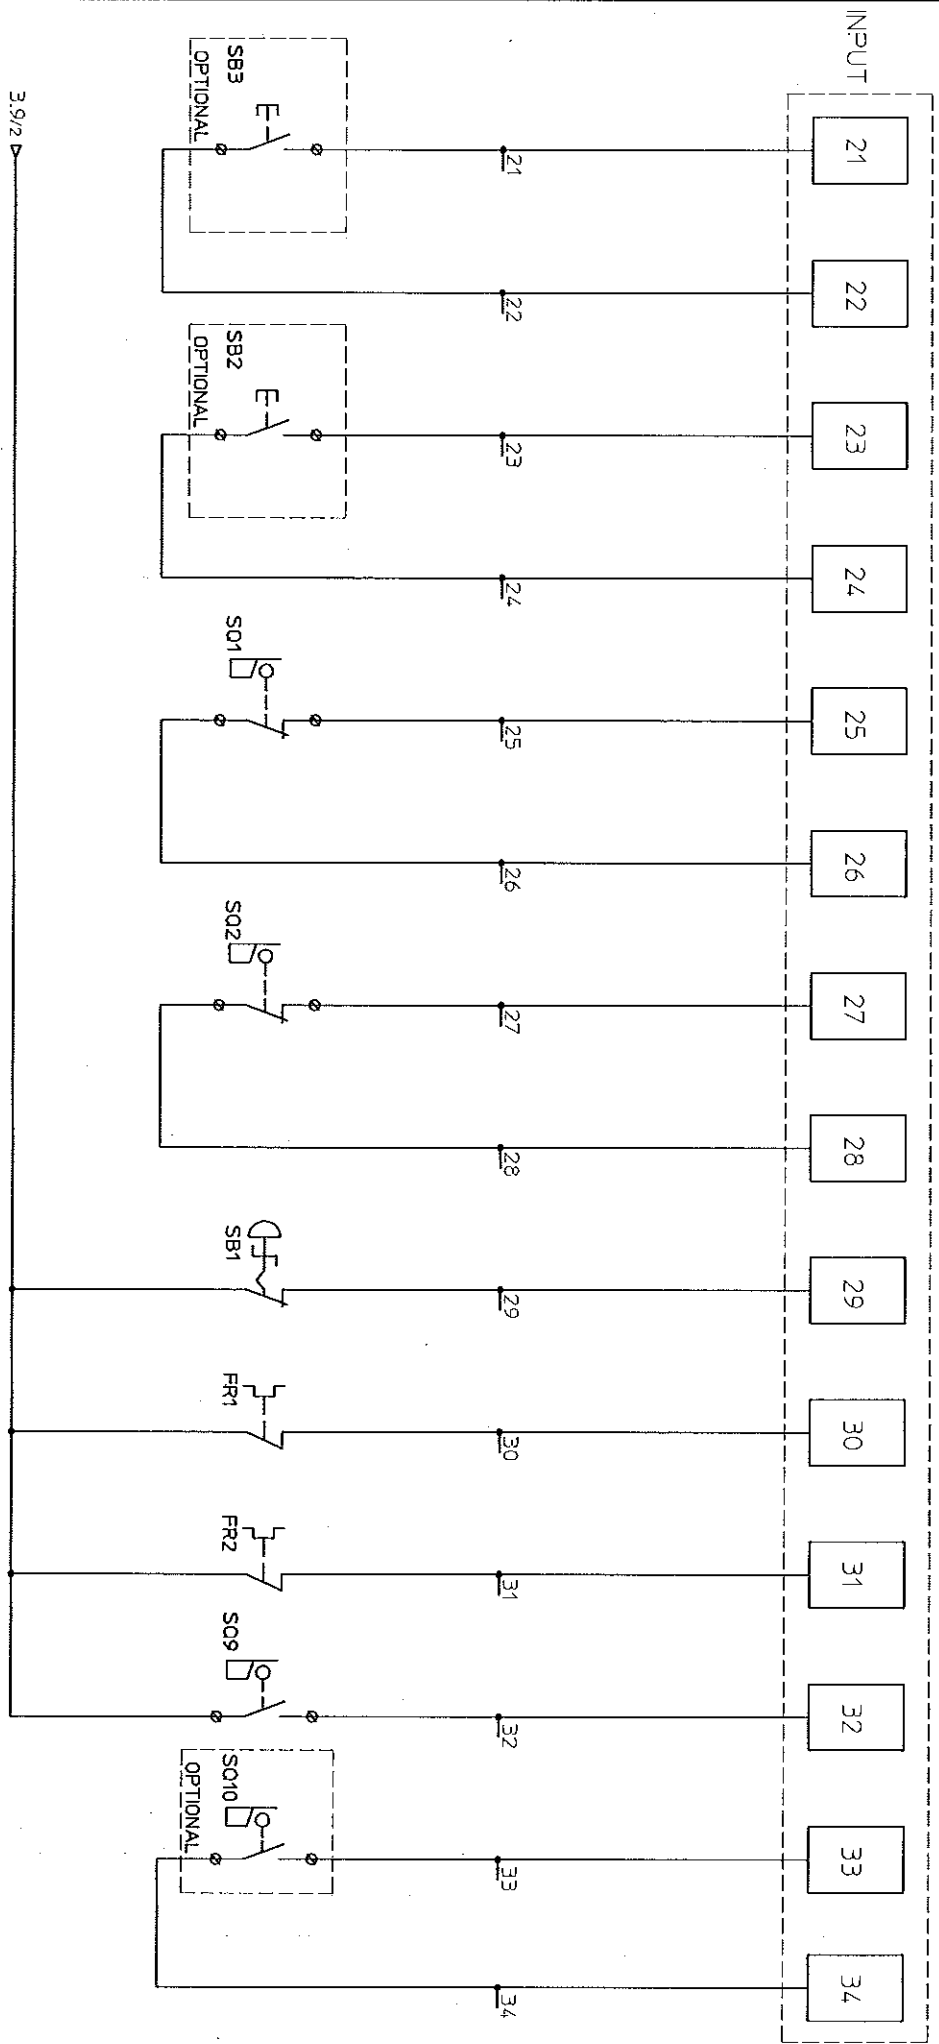 INPUT
21
22
23
24
25
26
27
28
29
30
31
32
33
34
21
22
23
24
25
26
27
28
29
30
31
32
33
34
SB3
OPTIONAL
SB2
OPTIONAL
SQ1
SQ2
SB1
FR1
FR2
SQ9
SQ10
OPTIONAL
3.9/2